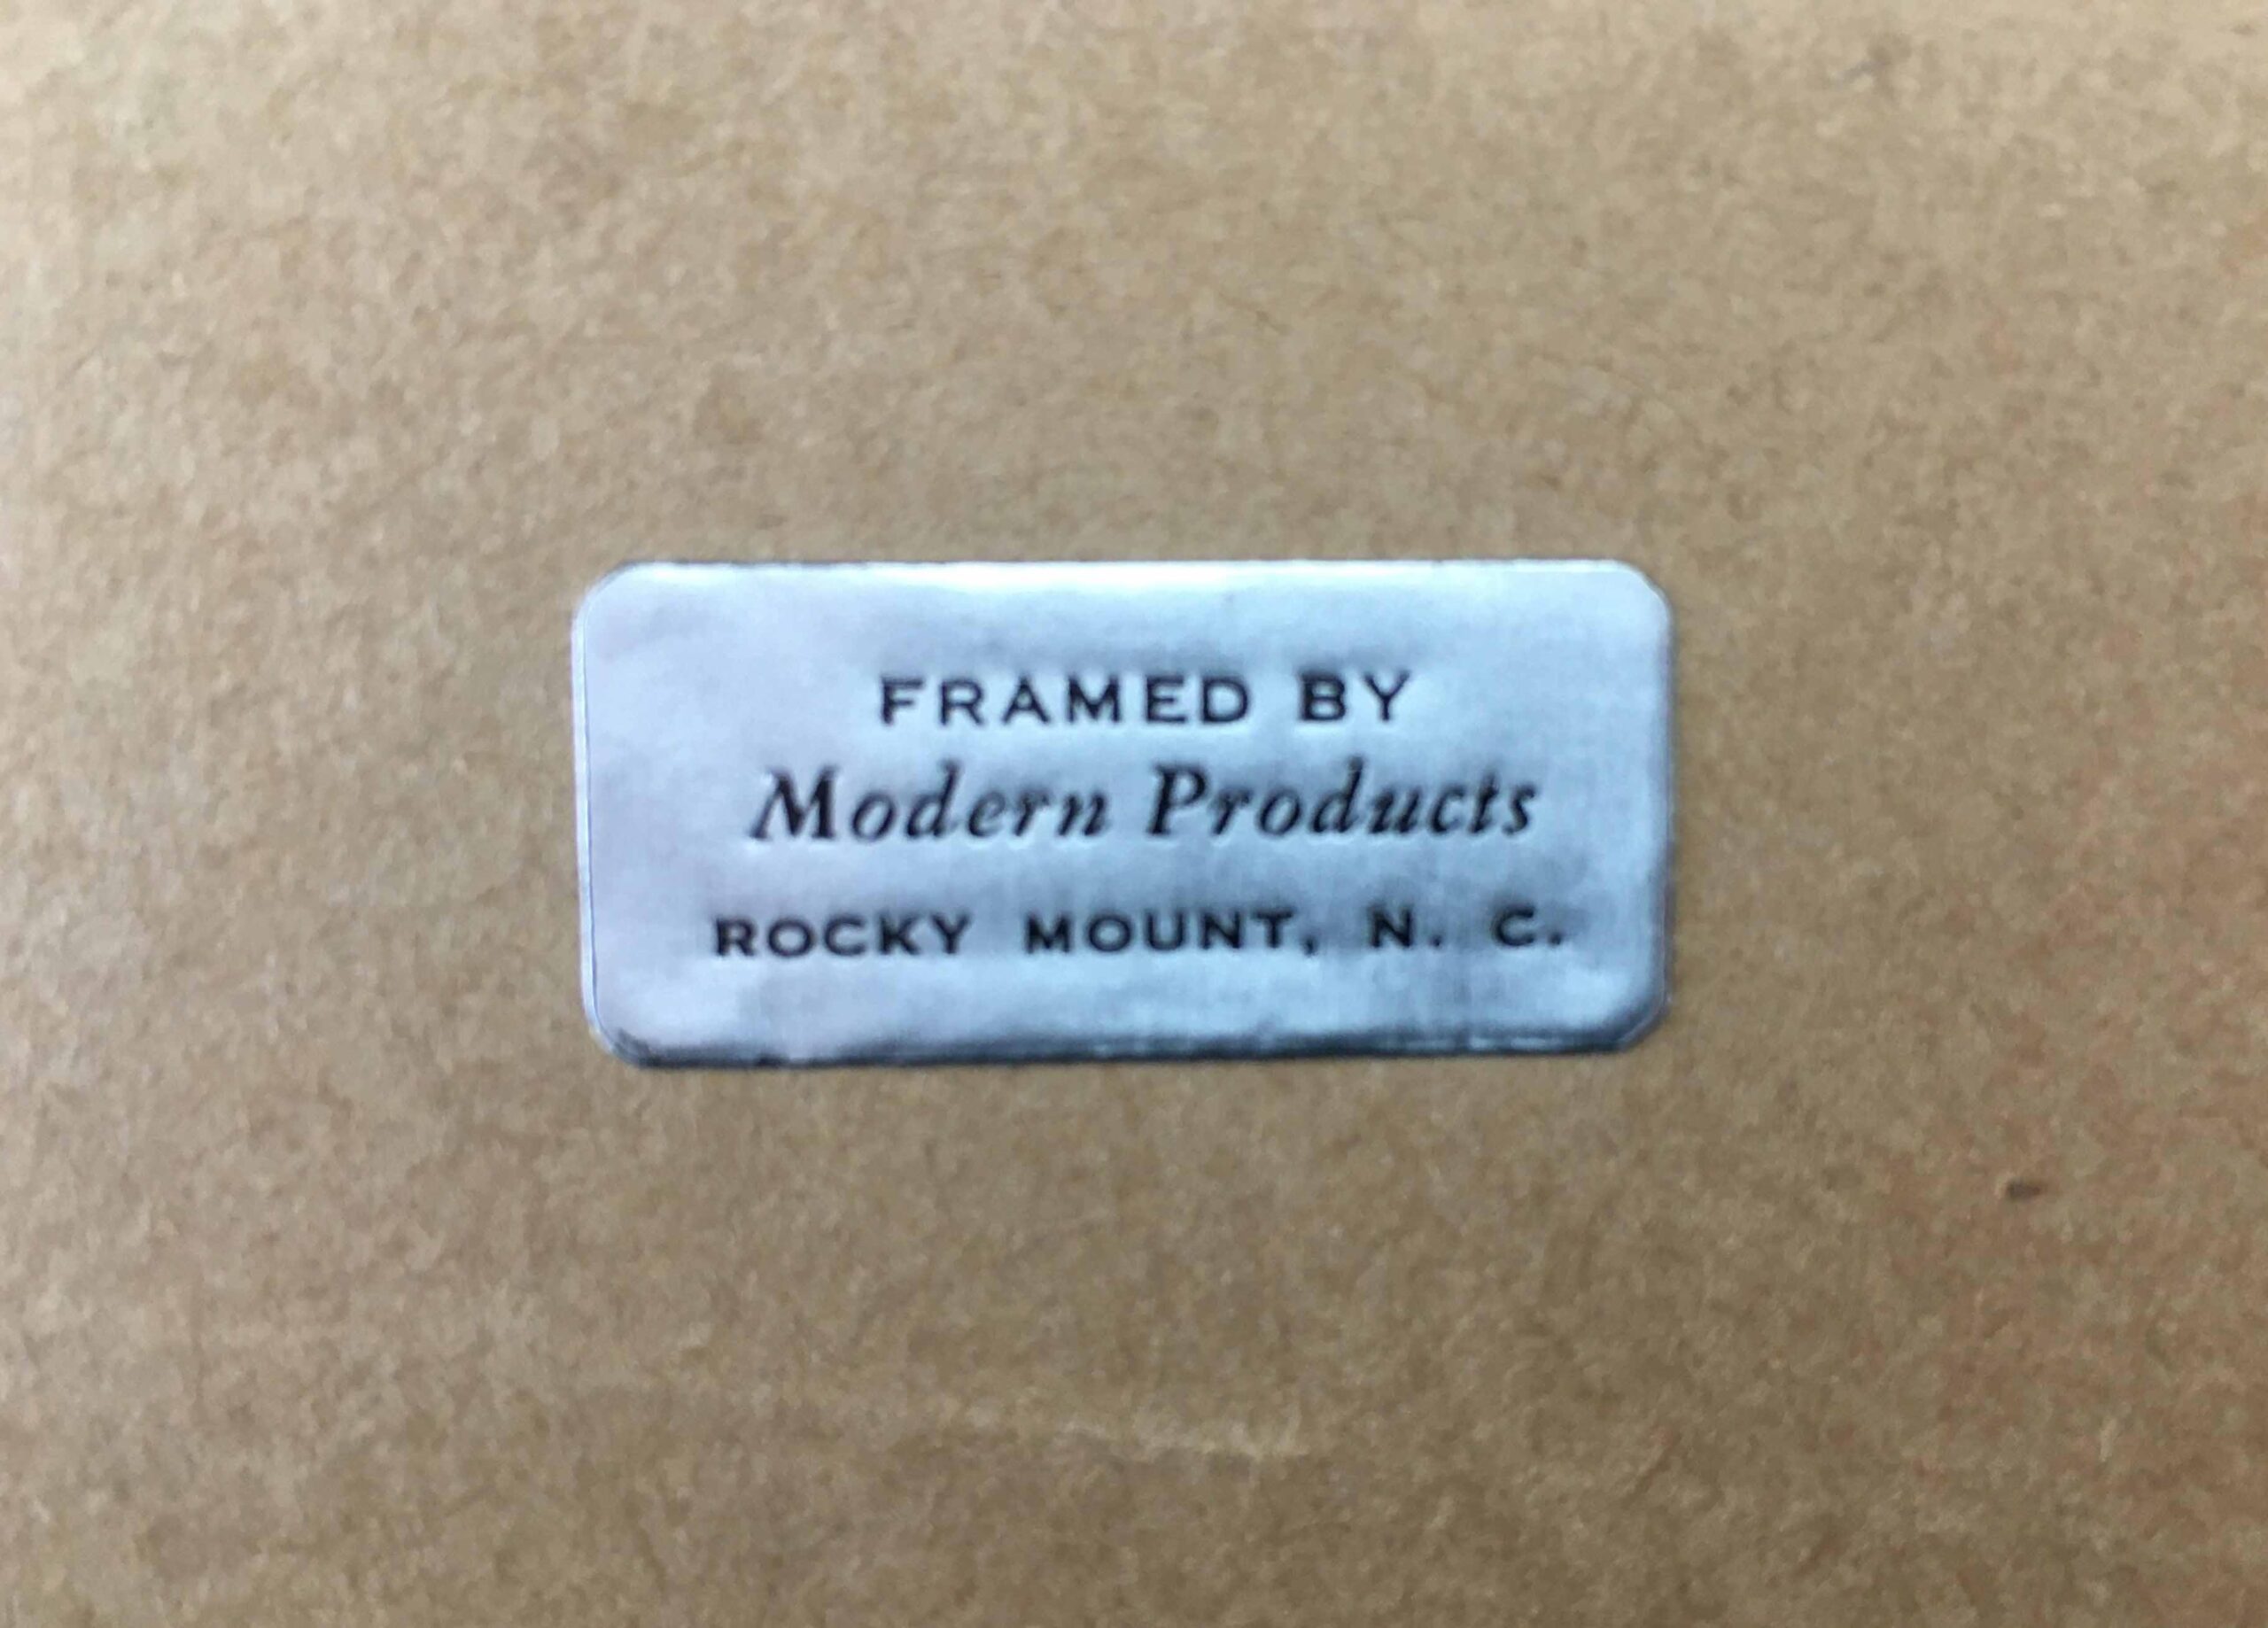 FRAMED BY
Modern Products
ROCKY MOUNT, N. C.